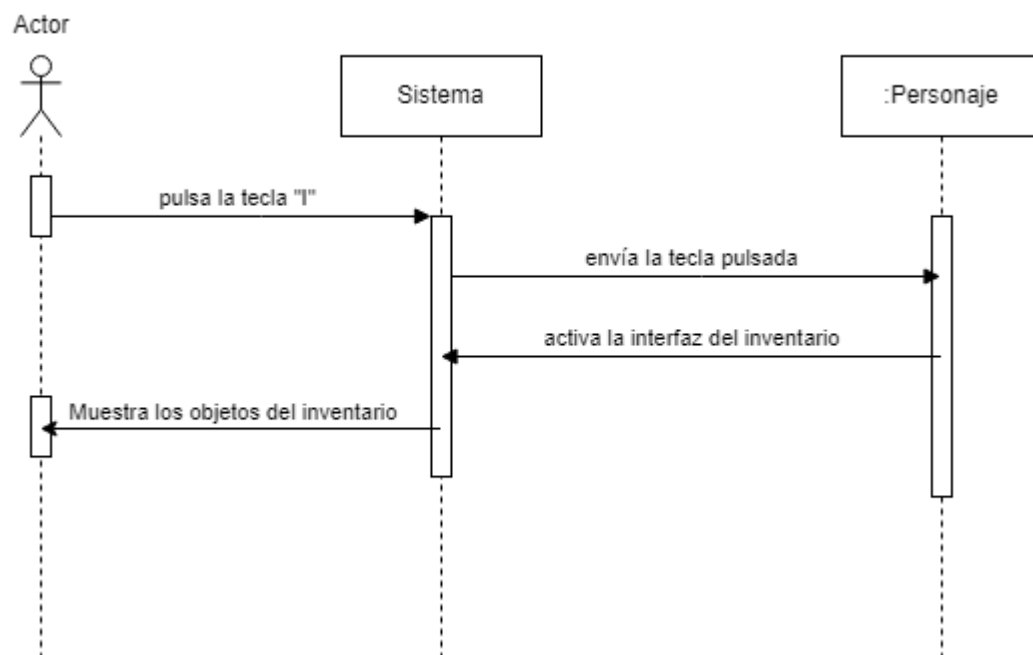 Actor
Sistema
:Personaje
pulsa la tecla "I"
envía la tecla pulsada
activa la interfaz del inventario
Muestra los objetos del inventario